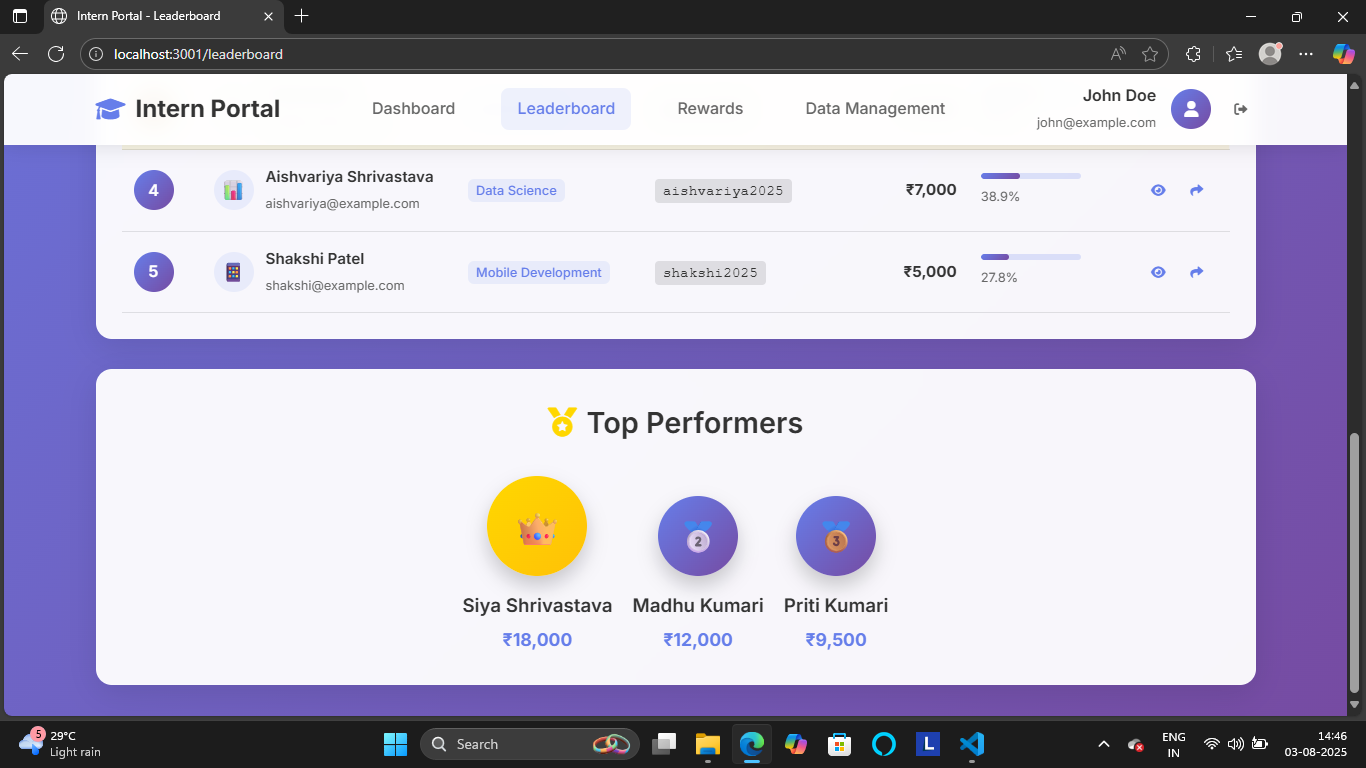 Intern Portal - Leaderboard
localhost:3001/leaderboard
Intern Portal
Dashboard
Leaderboard
Rewards
Data Management
John Doe
john@example.com
4
Aishvariya Shrivastava
aishvariya@example.com
Data Science
aishvariya2025
₹7,000
38.9%
5
Shakshi Patel
shakshi@example.com
Mobile Development
shakshi2025
₹5,000
27.8%
Top Performers
2
3
Siya Shrivastava
Madhu Kumari
Priti Kumari
₹18,000
₹12,000
₹9,500
5
29°C
Light rain
Search
L
ENG
IN
14:46
03-08-2025